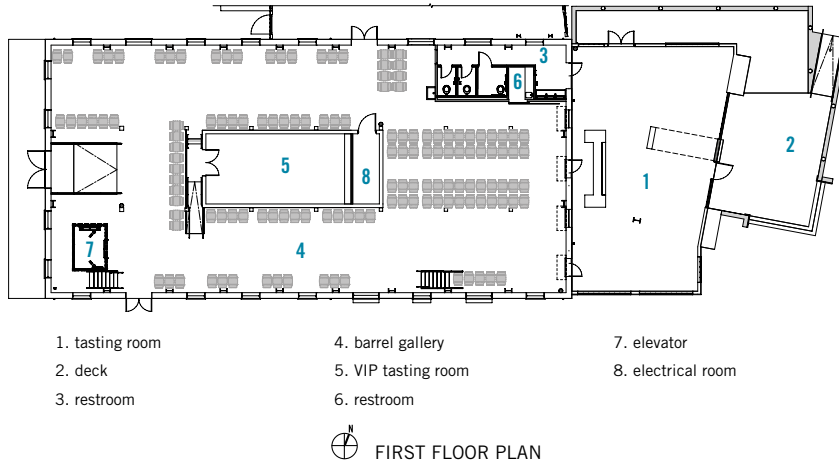 3
6
2
5
8
1
7
4
1. tasting room
2. deck
3. restroom
4. barrel gallery
5. VIP tasting room
6. restroom
7. elevator
8. electrical room
N
FIRST FLOOR PLAN